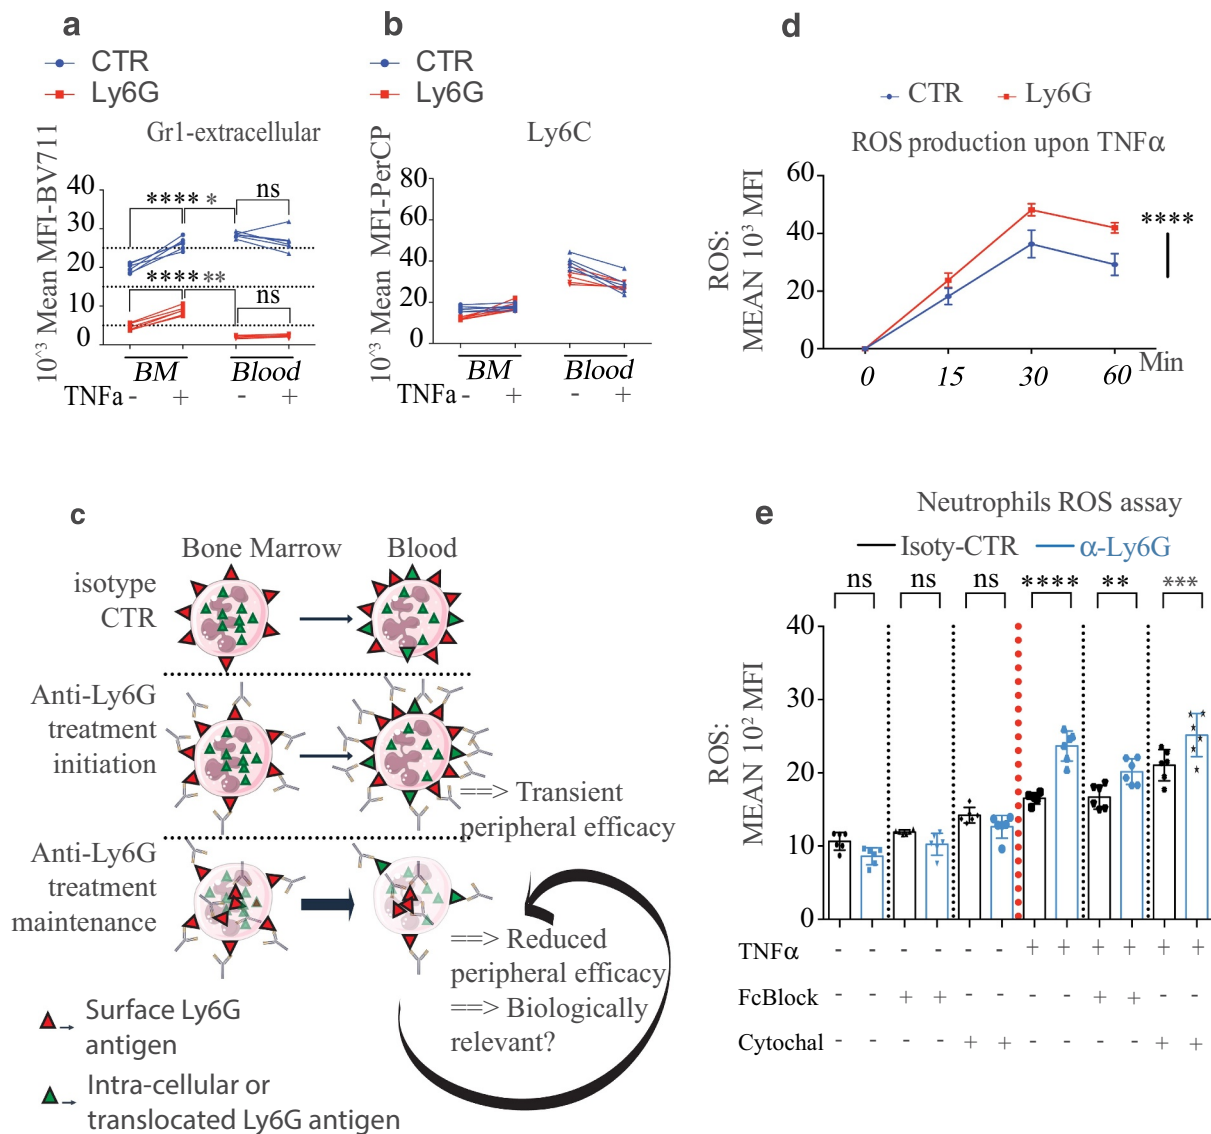 a
CTR
Ly6G
Gr1-extracellular
10^3 Mean MFI-BV711
40
30
20
10
0
**** *
ns
**** **
ns
BM Blood
TNFa - + - +
b
CTR
Ly6G
Ly6C
10^3 Mean MFI-PerCP
80
60
40
20
0
BM Blood
TNFa - + - +
d
CTR Ly6G
ROS production upon TNFα
ROS:
MEAN 10³ MFI
60
40
20
0
****
0 15 30 60 Min
c
Bone Marrow Blood
isotype
CTR
Anti-Ly6G
treatment
initiation
==> Transient
peripheral efficacy
Anti-Ly6G
treatment
maintenance
==> Reduced
peripheral efficacy
==> Biologically
relevant?
Surface Ly6G
antigen
Intra-cellular or
translocated Ly6G antigen
e
Neutrophils ROS assay
Isoty-CTR α-Ly6G
ns ns ns **** ** ***
ROS:
MEAN 10² MFI
40
30
20
10
0
TNFα - - - - - - + + + + + +
FcBlock - - + + - - - - + + - -
Cytochal - - - - + + - - - - + +